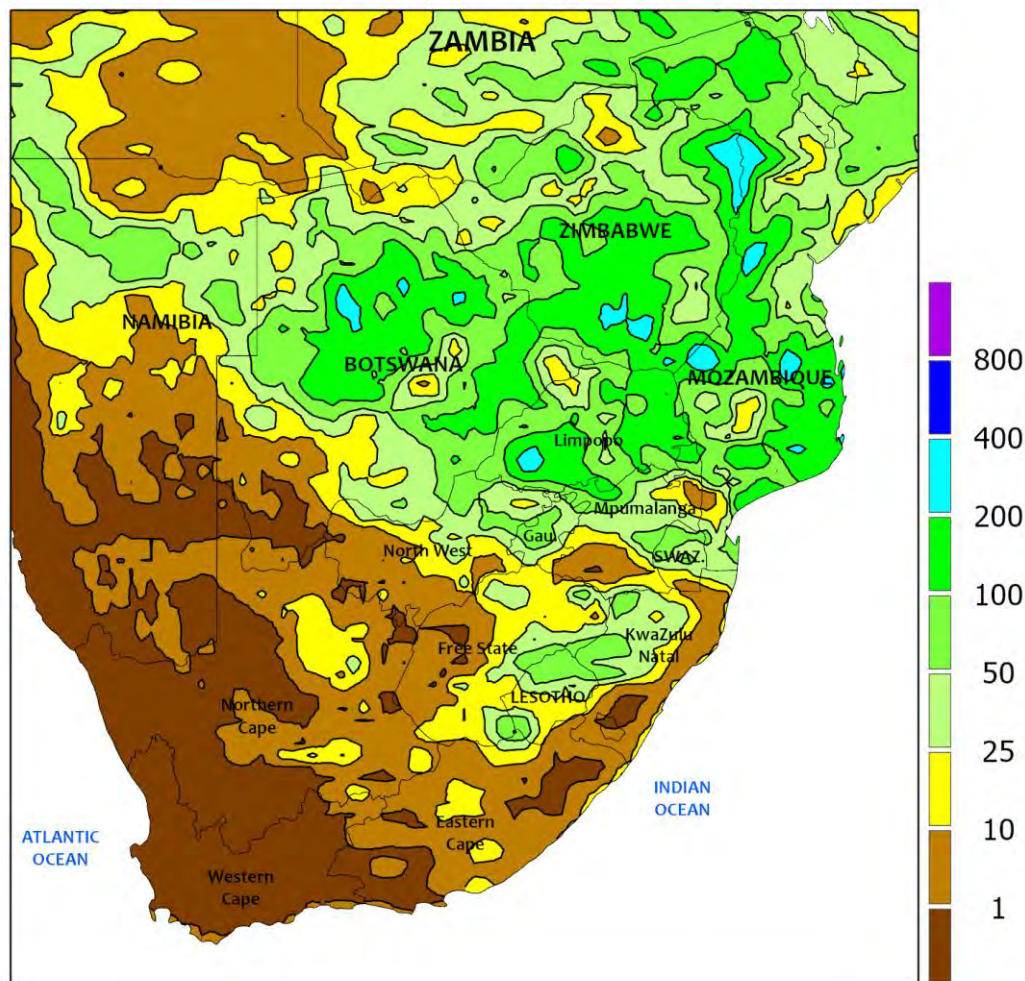 ZAMBIA
ZIMBABWE
NAMIBIA
BOTSWANA
MOZAMBIQUE
Limpopo
Mpumalanga
Gau.
North West
SWAZ.
Free State
KwaZulu
Natal
LESOTHO
Northern
Cape
INDIAN
OCEAN
Eastern
Cape
ATLANTIC
OCEAN
Western
Cape
800
400
200
100
50
25
10
1